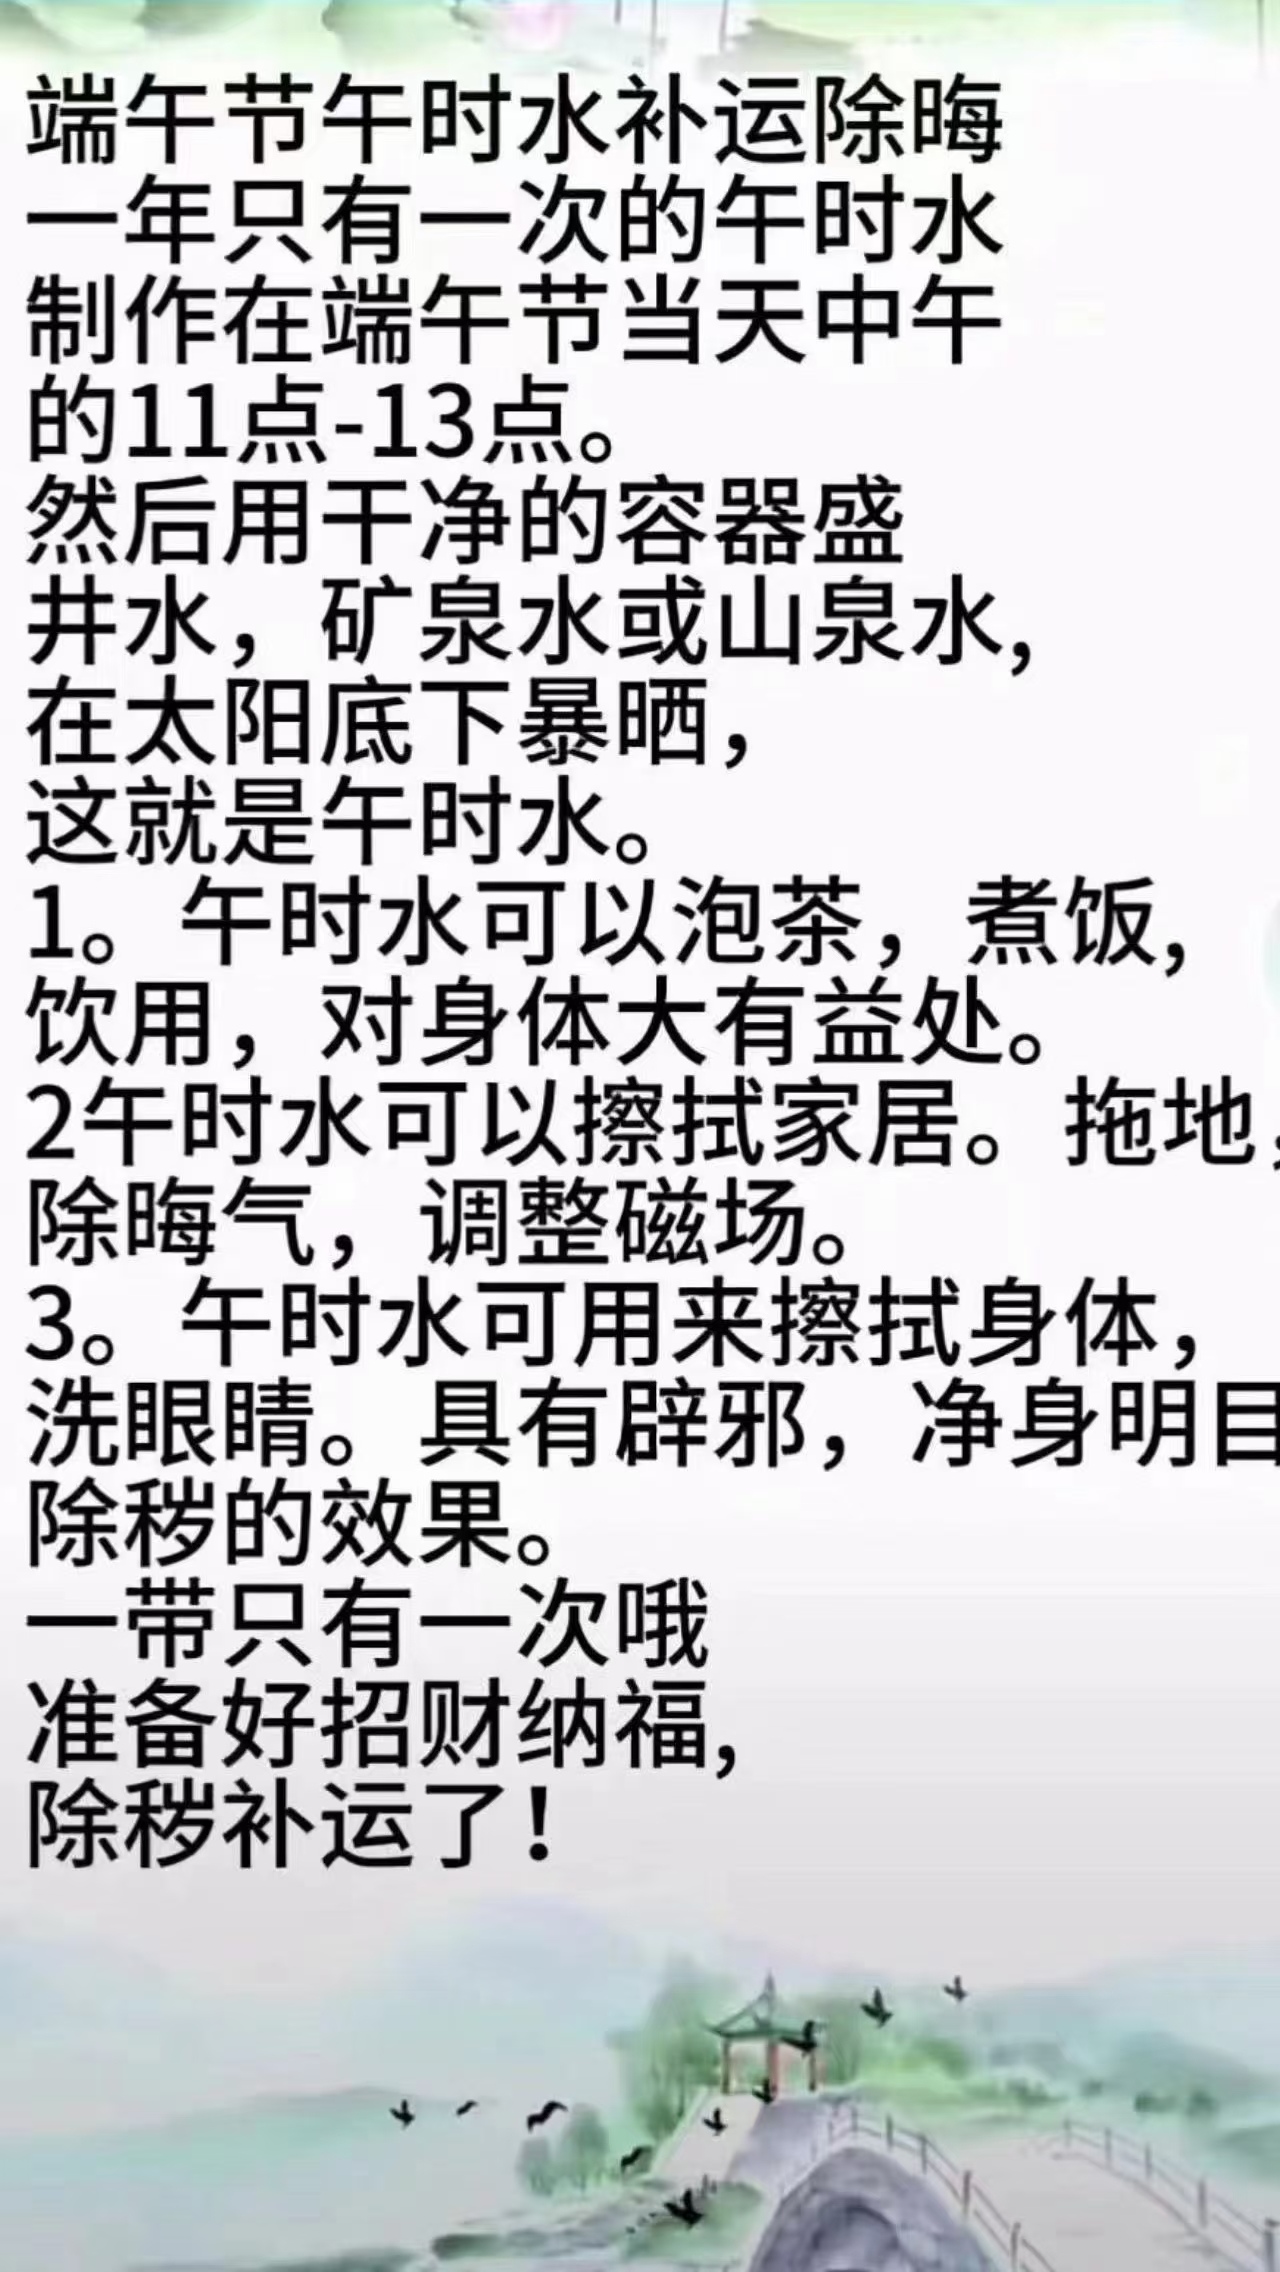 端午节午时水补运除晦
一年只有一次的午时水
制作在端午节当天中午
的11点-13点。
然后用干净的容器盛
井水，矿泉水或山泉水,
在太阳底下暴晒，
这就是午时水。
1。午时水可以泡茶，煮饭,
饮用，对身体大有益处。
2午时水可以擦拭家居。拖地，
除晦气，调整磁场。
3。午时水可用来擦拭身体，
洗眼睛。具有辟邪，净身明目
除秽的效果。
一带只有一次哦
准备好招财纳福,
除秽补运了！